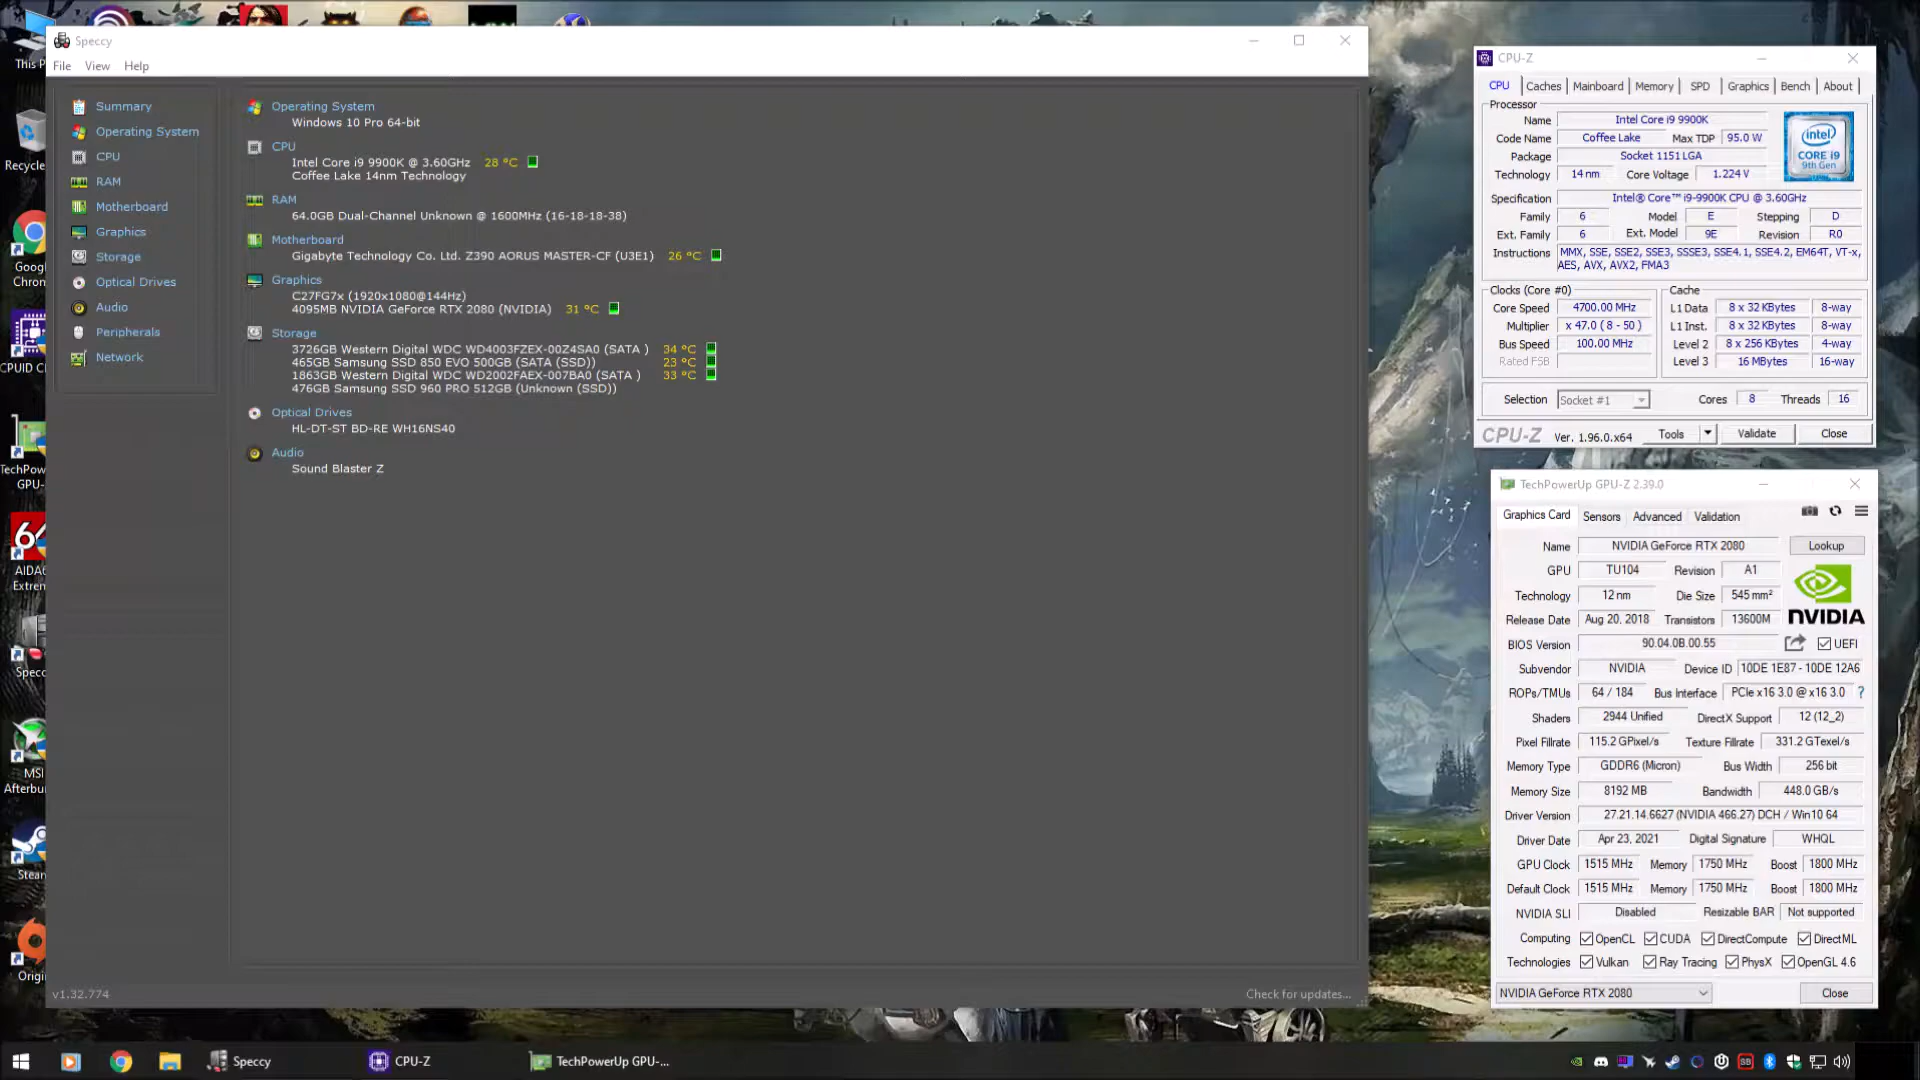 This P
Recycle
Googl
Chron
CPUID C
TechPow
GPU-
64
AIDA6
Extrem
Specc
MSI
Afterbu
Stean
Origi
Speccy
File View Help
Summary
Operating System
CPU
RAM
Motherboard
Graphics
Storage
Optical Drives
Audio
Peripherals
Network
Operating System
Windows 10 Pro 64-bit
CPU
Intel Core i9 9900K @ 3.60GHz 28 °C
Coffee Lake 14nm Technology
RAM
64.0GB Dual-Channel Unknown @ 1600MHz (16-18-18-38)
Motherboard
Gigabyte Technology Co. Ltd. Z390 AORUS MASTER-CF (U3E1) 26 °C
Graphics
C27FG7x (1920x1080@144Hz)
4095MB NVIDIA GeForce RTX 2080 (NVIDIA) 31 °C
Storage
3726GB Western Digital WDC WD4003FZEX-00Z4SA0 (SATA ) 34 °C
465GB Samsung SSD 850 EVO 500GB (SATA (SSD)) 23 °C
1863GB Western Digital WDC WD2002FAEX-007BA0 (SATA ) 33 °C
476GB Samsung SSD 960 PRO 512GB (Unknown (SSD))
Optical Drives
HL-DT-ST BD-RE WH16NS40
Audio
Sound Blaster Z
v1.32.774
Check for updates...
CPU-Z
CPU Caches Mainboard Memory SPD Graphics Bench About
Processor
Name Intel Core i9 9900K
Code Name Coffee Lake Max TDP 95.0 W
Package Socket 1151 LGA
Technology 14 nm Core Voltage 1.224 V
intel
CORE i9
9th Gen
Specification Intel® Core™ i9-9900K CPU @ 3.60GHz
Family 6 Model E Stepping D
Ext. Family 6 Ext. Model 9E Revision R0
Instructions MMX, SSE, SSE2, SSE3, SSSE3, SSE4.1, SSE4.2, EM64T, VT-x,
AES, AVX, AVX2, FMA3
Clocks (Core #0)
Core Speed 4700.00 MHz
Multiplier x 47.0 ( 8 - 50 )
Bus Speed 100.00 MHz
Rated FSB
Cache
L1 Data 8 x 32 KBytes 8-way
L1 Inst. 8 x 32 KBytes 8-way
Level 2 8 x 256 KBytes 4-way
Level 3 16 MBytes 16-way
Selection Socket #1 Cores 8 Threads 16
CPU-Z Ver. 1.96.0.x64 Tools Validate Close
TechPowerUp GPU-Z 2.39.0
Graphics Card Sensors Advanced Validation
Name NVIDIA GeForce RTX 2080 Lookup
GPU TU104 Revision A1
Technology 12 nm Die Size 545 mm²
Release Date Aug 20, 2018 Transistors 13600M
NVIDIA
BIOS Version 90.04.0B.00.55 UEFI
Subvendor NVIDIA Device ID 10DE 1E87 - 10DE 12A6
ROPs/TMUs 64 / 184 Bus Interface PCIe x16 3.0 @ x16 3.0 ?
Shaders 2944 Unified DirectX Support 12 (12_2)
Pixel Fillrate 115.2 GPixel/s Texture Fillrate 331.2 GTexel/s
Memory Type GDDR6 (Micron) Bus Width 256 bit
Memory Size 8192 MB Bandwidth 448.0 GB/s
Driver Version 27.21.14.6627 (NVIDIA 466.27) DCH / Win10 64
Driver Date Apr 23, 2021 Digital Signature WHQL
GPU Clock 1515 MHz Memory 1750 MHz Boost 1800 MHz
Default Clock 1515 MHz Memory 1750 MHz Boost 1800 MHz
NVIDIA SLI Disabled Resizable BAR Not supported
Computing OpenCL CUDA DirectCompute DirectML
Technologies Vulkan Ray Tracing PhysX OpenGL 4.6
NVIDIA GeForce RTX 2080 Close
Speccy CPU-Z TechPowerUp GPU-...